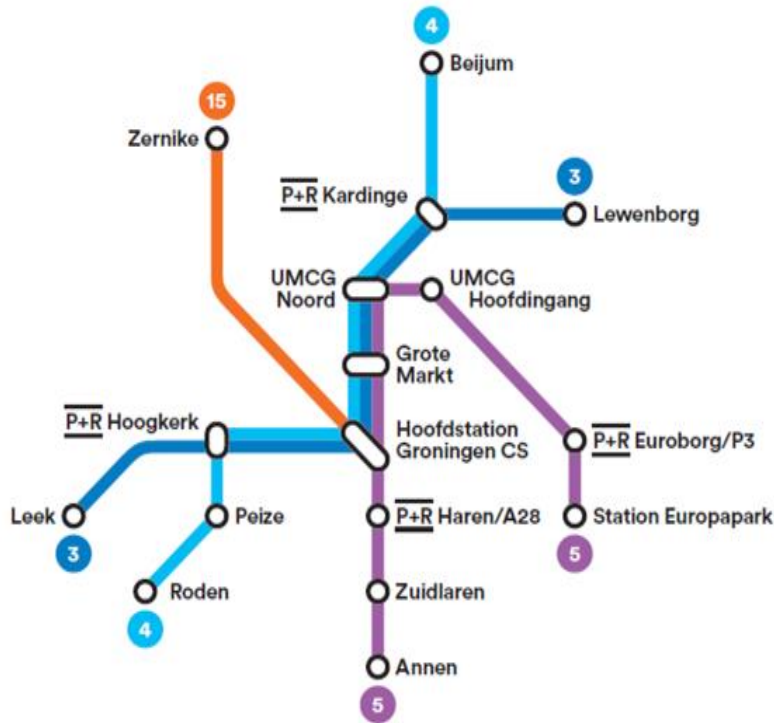 4
Beijum
15
Zernike
3
P+R Kardinge
Lewenborg
UMCG
Noord
UMCG
Hoofdingang
Grote
Markt
P+R Hoogkerk
Hoofdstation
Groningen CS
P+R Euroborg/P3
Leek
Peize
P+R Haren/A28
Station Europapark
3
5
Roden
Zuidlaren
4
Annen
5